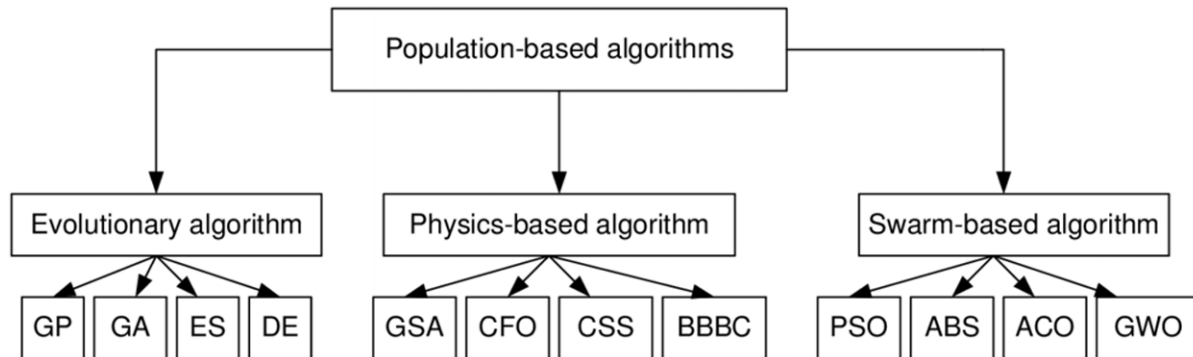 Population-based algorithms
Evolutionary algorithm
Physics-based algorithm
Swarm-based algorithm
GP
GA
ES
DE
GSA
CFO
CSS
BBBC
PSO
ABS
ACO
GWO